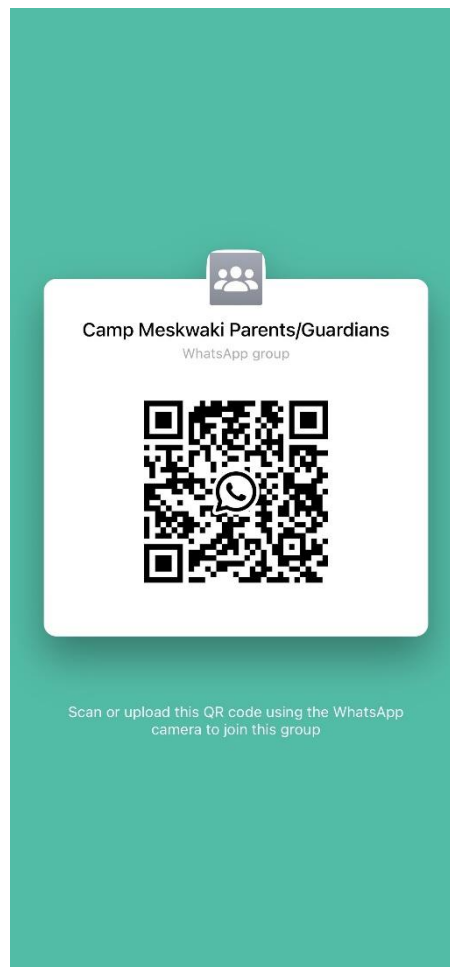 Camp Meskwaki Parents/Guardians
WhatsApp group
Scan or upload this QR code using the WhatsApp
camera to join this group